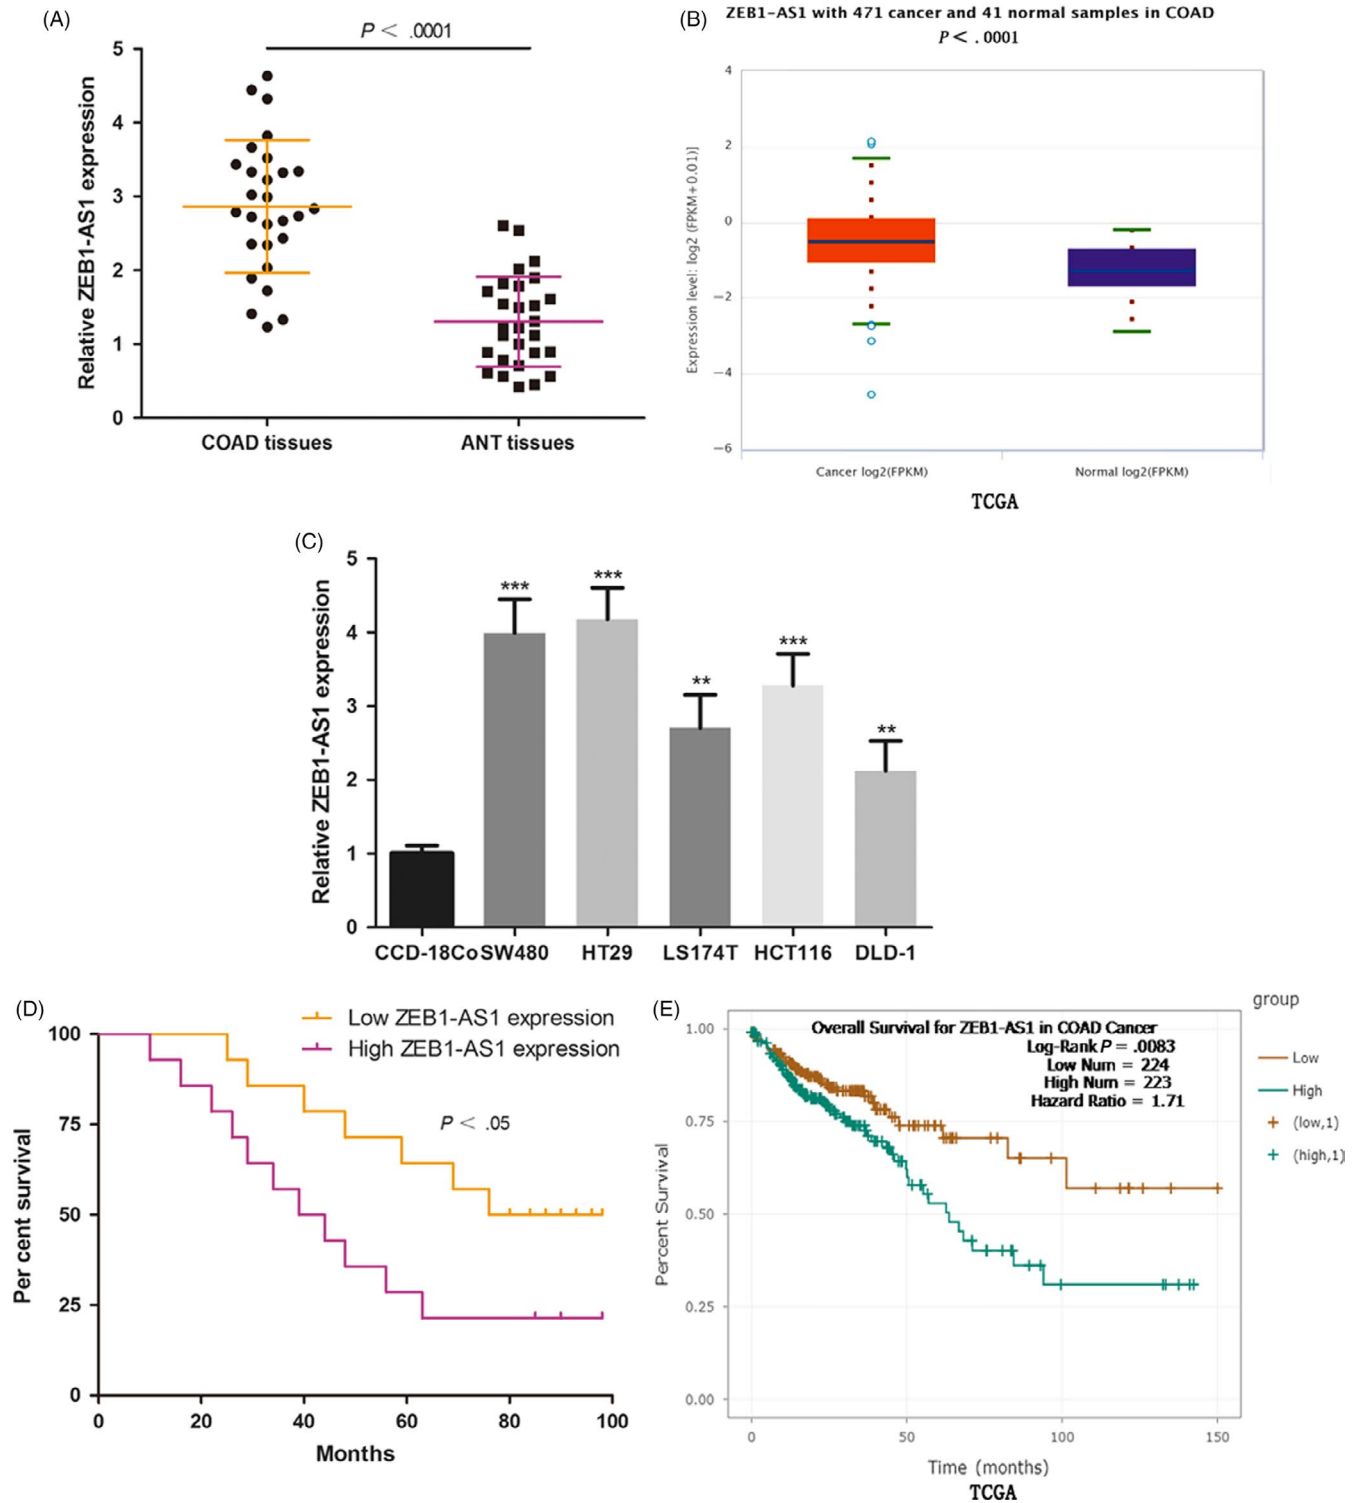 (A)
P < .0001
5
4
3
2
1
0
Relative ZEB1-AS1 expression
COAD tissues
ANT tissues
(B)
ZEB1-AS1 with 471 cancer and 41 normal samples in COAD
P < . 0001
4
2
0
−2
−4
−6
Expression level: log2 (FPKM+0.01)]
Cancer log2(FPKM)
Normal log2(FPKM)
TCGA
(C)
5
4
3
2
1
0
Relative ZEB1-AS1 expression
***
***
**
***
**
CCD-18Co
SW480
HT29
LS174T
HCT116
DLD-1
(D)
Low ZEB1-AS1 expression
High ZEB1-AS1 expression
P < .05
100
75
50
25
0
Per cent survival
0
20
40
60
80
100
Months
(E)
group
Overall Survival for ZEB1-AS1 in COAD Cancer
Log-Rank P = .0083
Low Num = 224
High Num = 223
Hazard Ratio = 1.71
Low
High
(low,1)
(high,1)
1.00
0.75
0.50
0.25
0.00
Percent Survival
0
50
100
150
Time (months)
TCGA